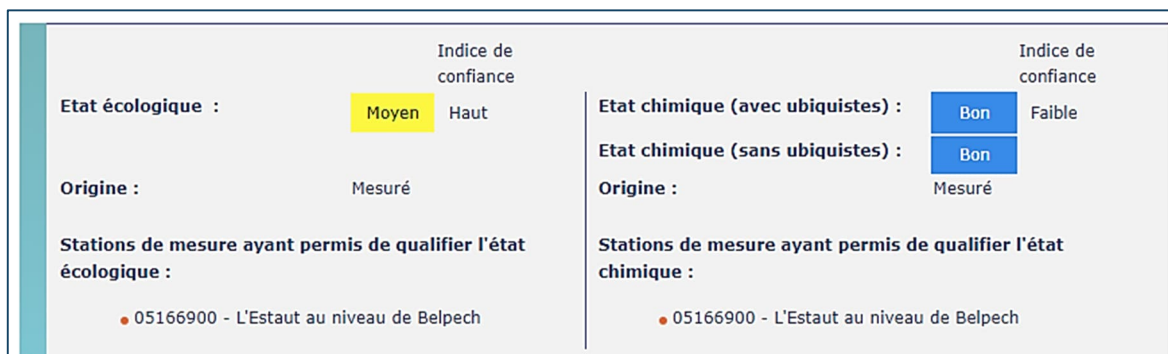 Indice de
confiance
Etat écologique : Moyen Haut
Origine : Mesuré
Stations de mesure ayant permis de qualifier l'état
écologique :
• 05166900 - L'Estaut au niveau de Belpech
Indice de
confiance
Etat chimique (avec ubiquistes) : Bon Faible
Etat chimique (sans ubiquistes) : Bon
Origine : Mesuré
Stations de mesure ayant permis de qualifier l'état
chimique :
• 05166900 - L'Estaut au niveau de Belpech